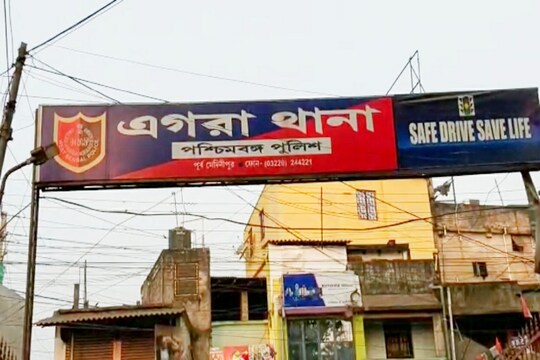 এগরা থানা
পশ্চিমবঙ্গ পুলিশ
পূর্ব মেদিনীপুর ● ফোন- (03220) 244221
SAFE DRIVE SAVE LIFE